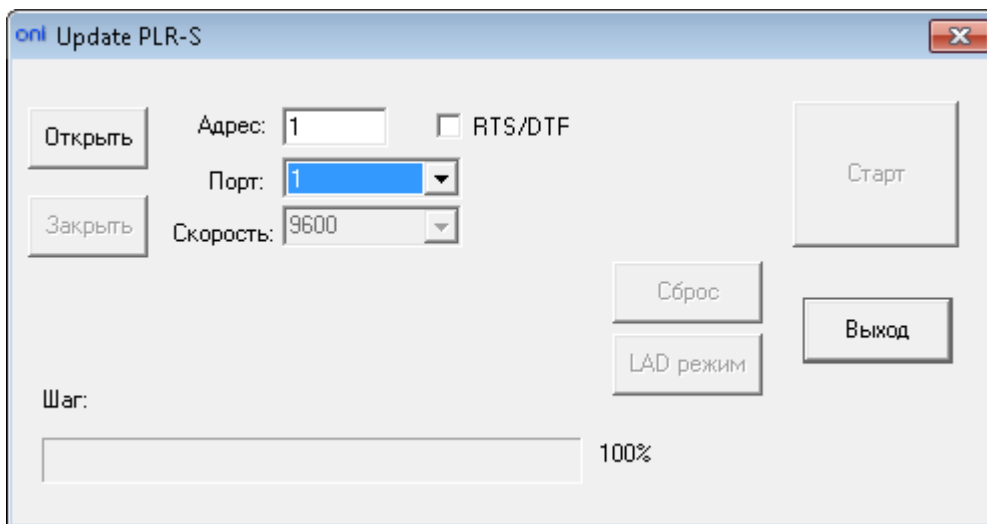 oni Update PLR-S
Открыть
Адрес: 1
RTS/DTF
Порт: 1
Старт
Закрыть
Скорость: 9600
Сброс
Выход
LAD режим
Шаг:
100%